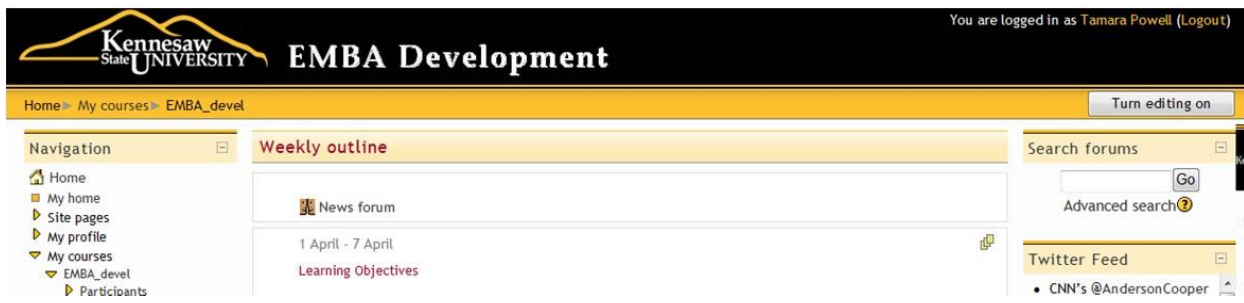 You are logged in as Tamara Powell (Logout)
Kennesaw
State UNIVERSITY
EMBA Development
Home ▶ My courses ▶ EMBA_devel
Turn editing on
Navigation
Home
My home
Site pages
My profile
My courses
EMBA_devel
Participants
Weekly outline
News forum
1 April - 7 April
Learning Objectives
Search forums
Go
Advanced search
Twitter Feed
• CNN's @AndersonCooper